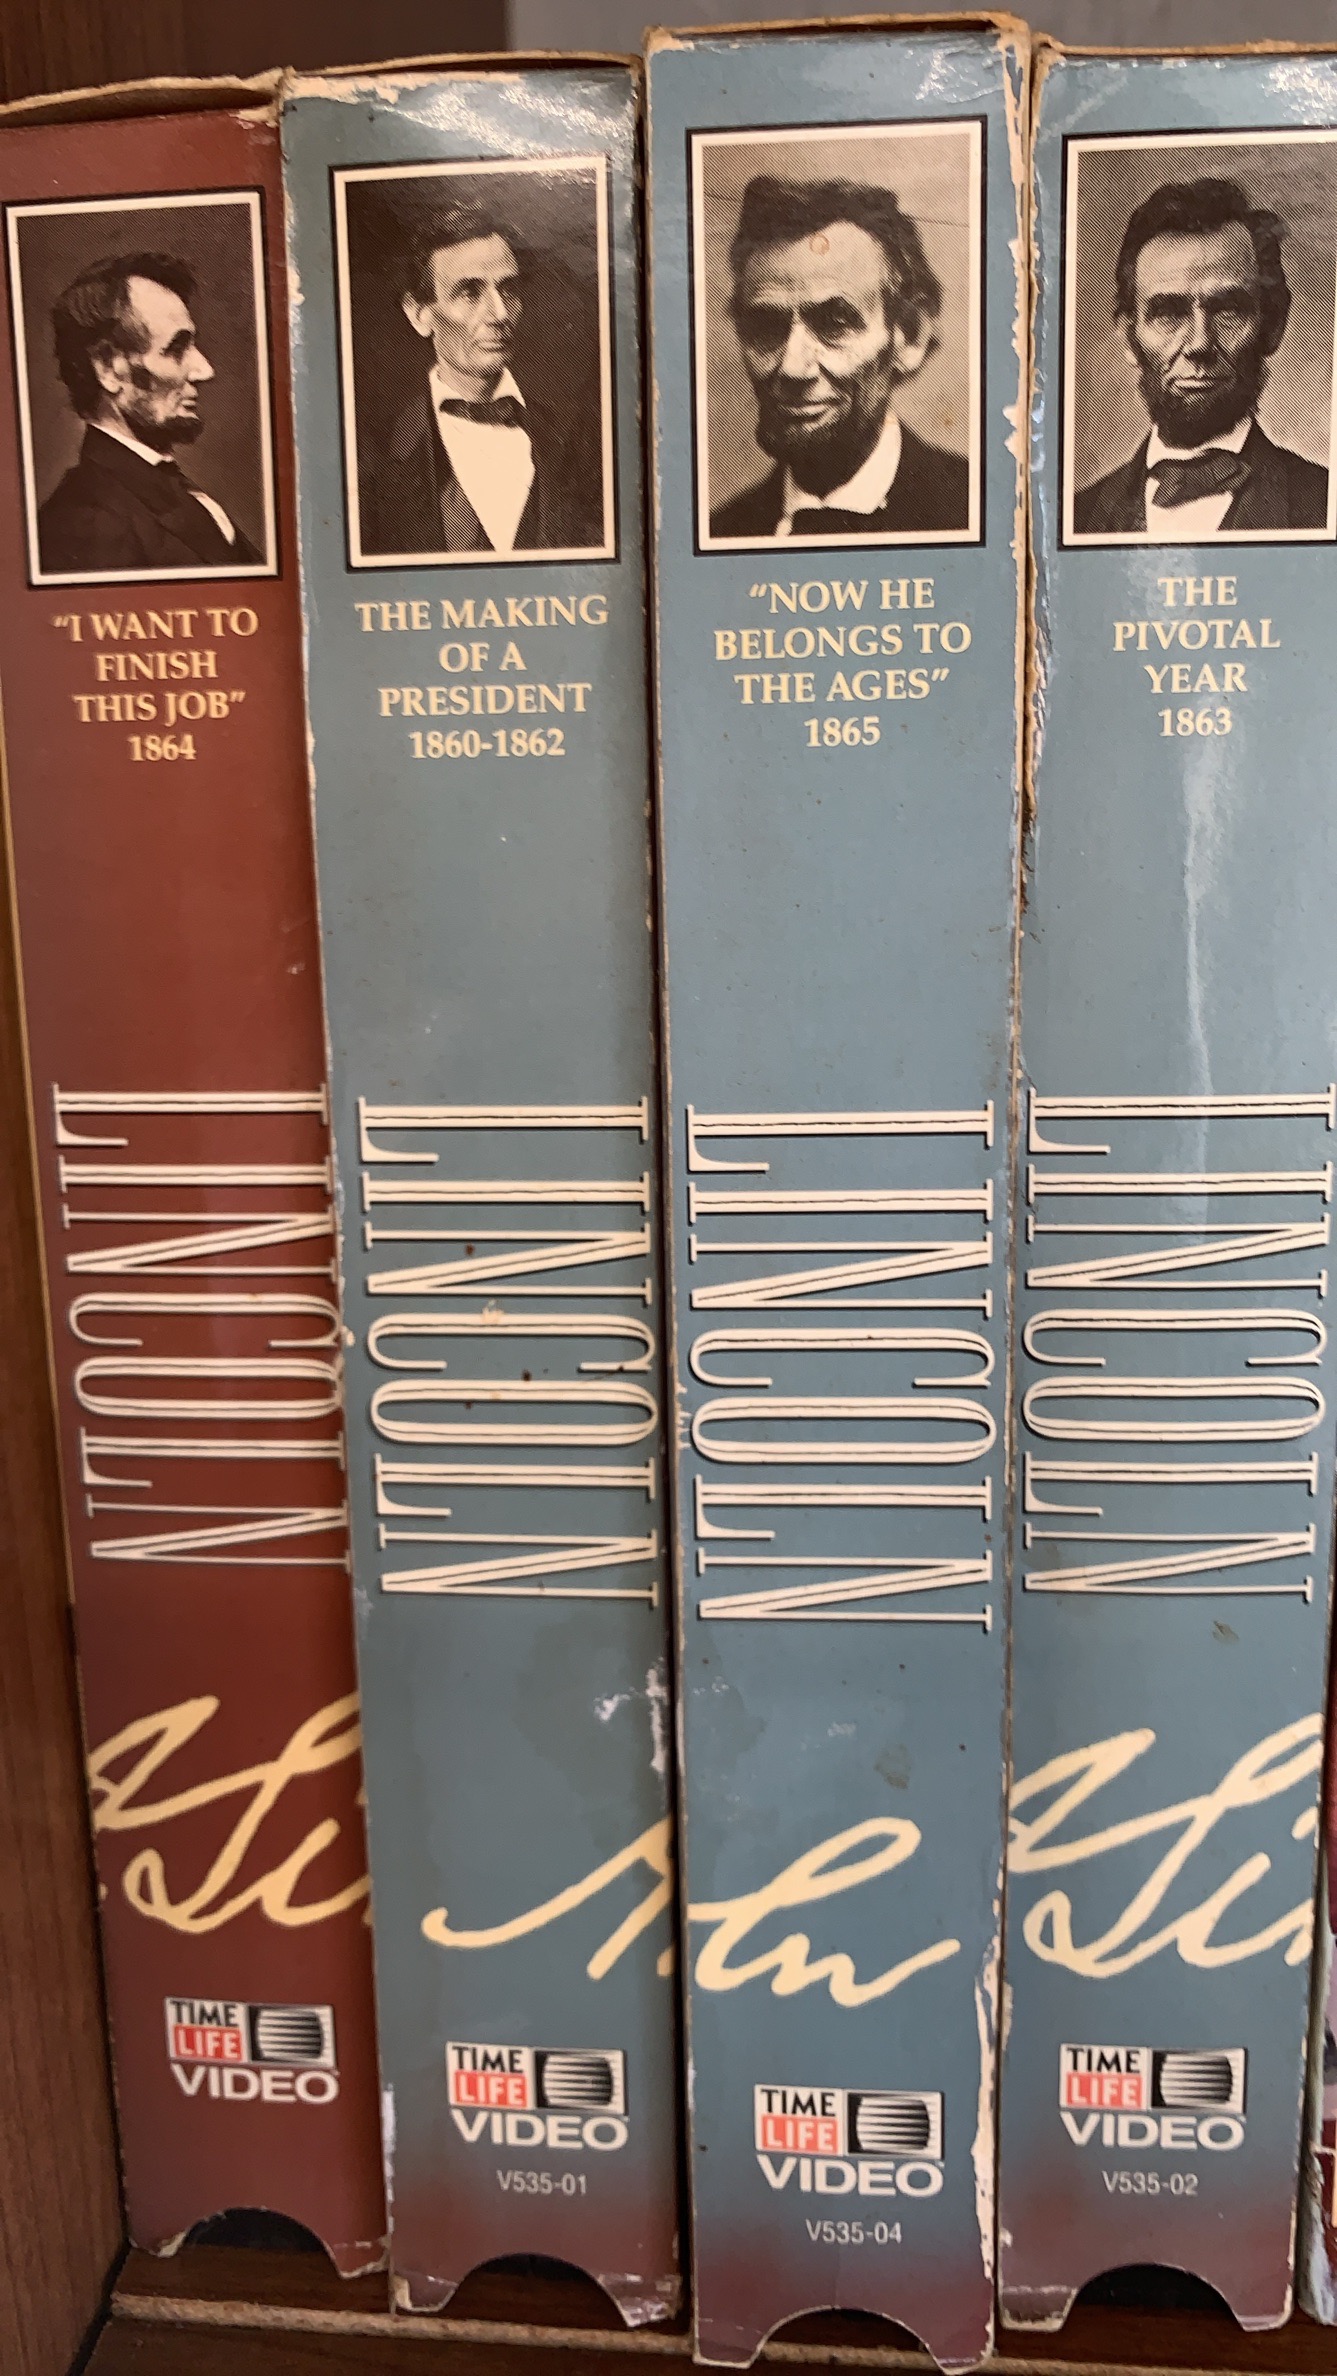 "I WANT TO
FINISH
THIS JOB"
1864
LINCOLN
TIME
LIFE
VIDEO
THE MAKING
OF A
PRESIDENT
1860-1862
LINCOLN
TIME
LIFE
VIDEO
V535-01
"NOW HE
BELONGS TO
THE AGES"
1865
LINCOLN
TIME
LIFE
VIDEO
V535-04
THE
PIVOTAL
YEAR
1863
LINCOLN
TIME
LIFE
VIDEO
V535-02